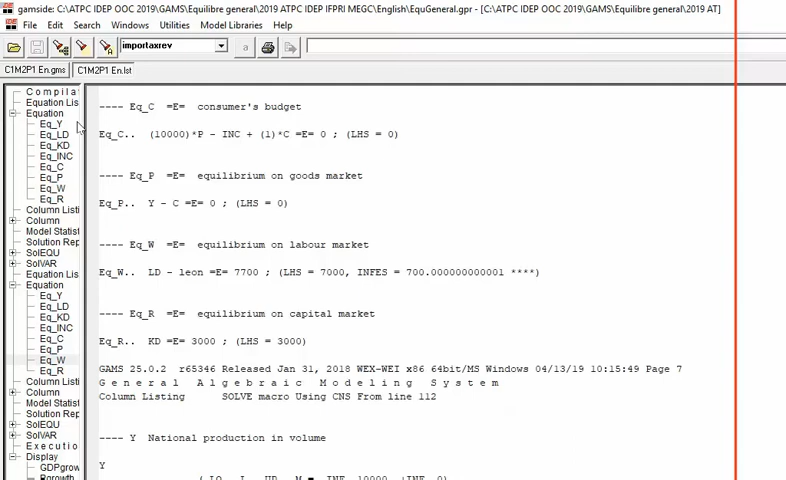 gamside: C:\ATPC IDEP OOC 2019\GAMS\Equilibre general\2019 ATPC IDEP IFPRI MEGC\English\EquGeneral.gpr - [C:\ATPC IDEP OOC 2019\GAMS\Equilibre general\2019 AT]
File Edit Search Windows Utilities Model Libraries Help
importaxrev
C1M2P1 En.gms C1M2P1 En.lst
Compila
Equation Lis
Equation
Eq_Y
Eq_LD
Eq_KD
Eq_INC
Eq_C
Eq_P
Eq_W
Eq_R
Column Listi
Column
Model Statist
Solution Rep
SolEQU
SolVAR
Equation Lis
Equation
Eq_Y
Eq_LD
Eq_KD
Eq_INC
Eq_C
Eq_P
Eq_W
Eq_R
Column Listi
Column
Model Statist
Solution Rep
SolEQU
SolVAR
Executio
Display
GDPgrow
Pgrowth
---- Eq_C =E= consumer's budget
Eq_C.. (10000)*P - INC + (1)*C =E= 0 ; (LHS = 0)
---- Eq_P =E= equilibrium on goods market
Eq_P.. Y - C =E= 0 ; (LHS = 0)
---- Eq_W =E= equilibrium on labour market
Eq_W.. LD - leon =E= 7700 ; (LHS = 7000, INFES = 700.000000000001 ****)
---- Eq_R =E= equilibrium on capital market
Eq_R.. KD =E= 3000 ; (LHS = 3000)
GAMS 25.0.2 r65346 Released Jan 31, 2018 WEX-WEI x86 64bit/MS Windows 04/13/19 10:15:49 Page 7
G e n e r a l A l g e b r a i c M o d e l i n g S y s t e m
Column Listing SOLVE macro Using CNS From line 112
---- Y National production in volume
Y
(.LO, .L, .UP, .M = -INF, 10000, +INF, 0)